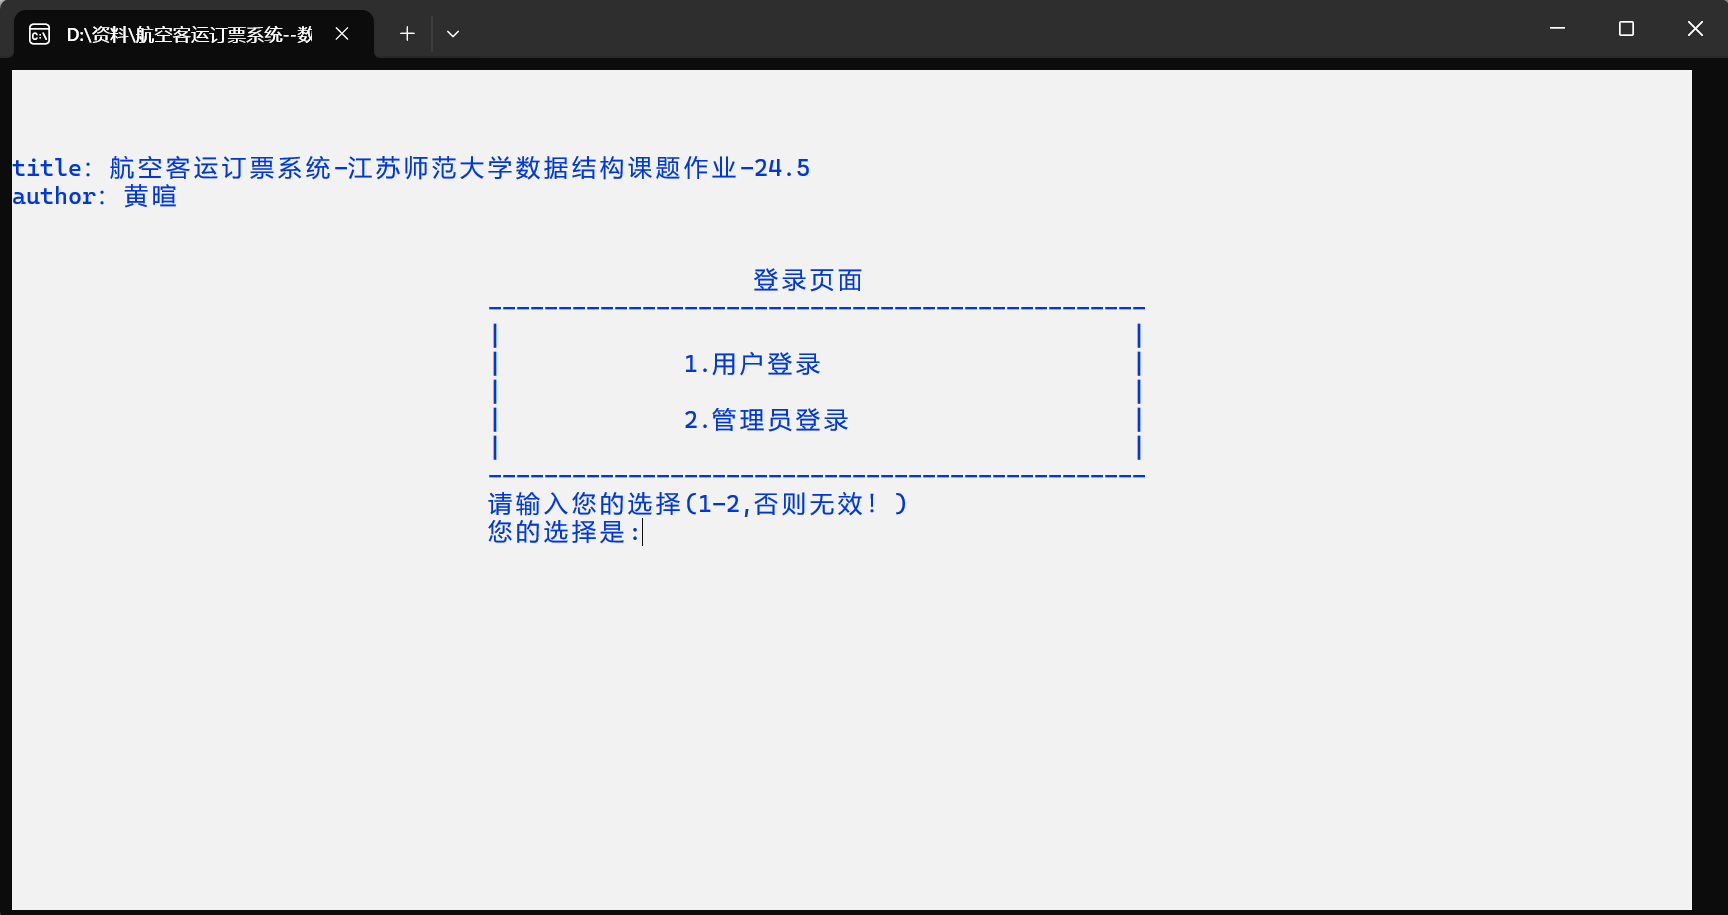 D:\资料\航空客运订票系统--数
title: 航空客运订票系统-江苏师范大学数据结构课题作业-24.5
author: 黄暄
登录页面
-----------------------------------------------
|                                             |
|             1.用户登录                      |
|                                             |
|             2.管理员登录                    |
|                                             |
-----------------------------------------------
请输入您的选择(1-2,否则无效! )
您的选择是: